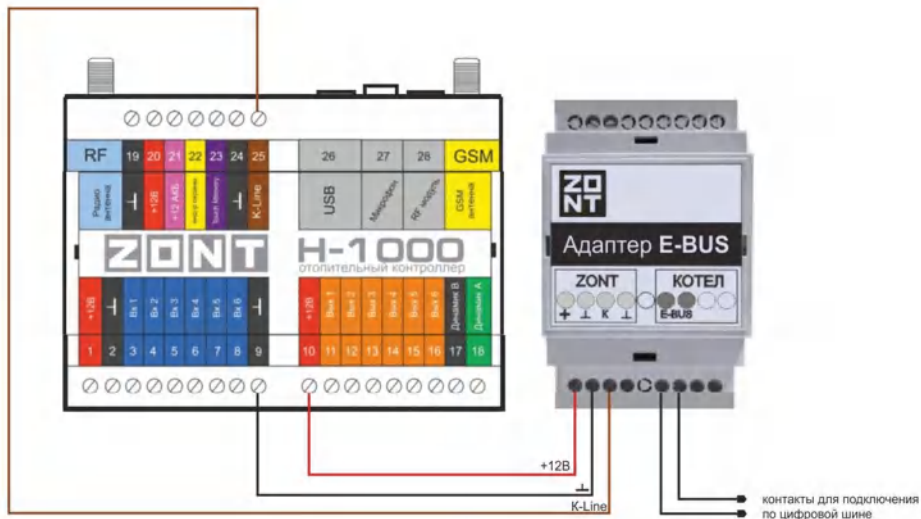 RF 19 20 21 22 23 24 25 26 27 28 GSM
Радио антенна
⊥
+12В
+12 АКБ
Touch Memory
⊥
K-Line
USB
Микрофон
RF модуль
GSM антенна
ZONT H-1000
отопительный контроллер
+12В
⊥
Вх 1
Вх 2
Вх 3
Вх 4
Вх 5
Вх 6
⊥
+12В
Вых 1
Вых 2
Вых 3
Вых 4
Вых 5
Вых 6
Динамик В
Динамик А
1 2 3 4 5 6 7 8 9 10 11 12 13 14 15 16 17 18
ZONT
Адаптер E-BUS
ZONT КОТЕЛ
+ ⊥ K ⊥ E-BUS
+12В
⊥
K-Line
контакты для подключения
по цифровой шине